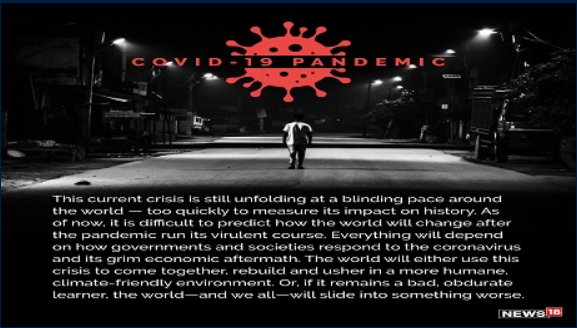 COVID-19 PANDEMIC
This current crisis is still unfolding at a blinding pace around
the world — too quickly to measure its impact on history. As
of now, it is difficult to predict how the world will change after
the pandemic run its virulent course. Everything will depend
on how governments and societies respond to the coronavirus
and its grim economic aftermath. The world will either use this
crisis to come together, rebuild and usher in a more humane,
climate-friendly environment. Or, if it remains a bad, obdurate
learner, the world—and we all—will slide into something worse.
NEWS18